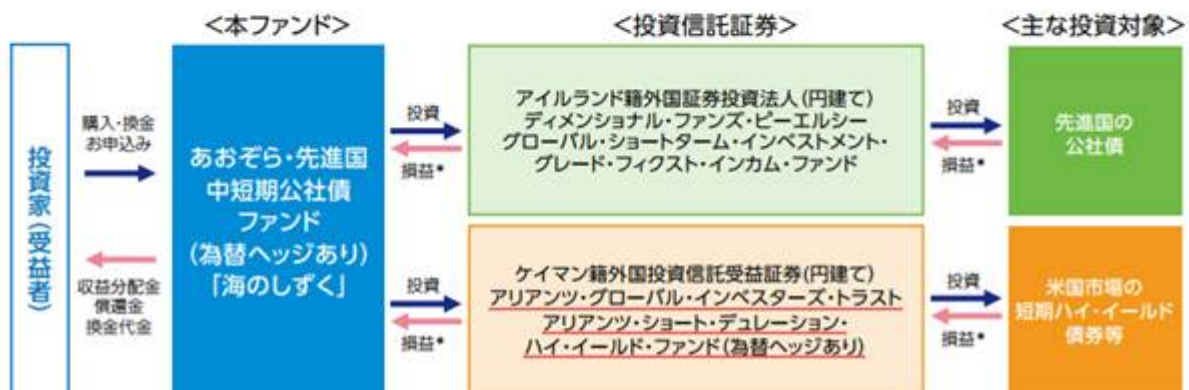 <本ファンド>
<投資信託証券>
<主な投資対象>
投資家(受益者)
購入・換金
お申込み
収益分配金
償還金
換金代金
あおぞら・先進国
中短期公社債
ファンド
(為替ヘッジあり)
「海のしずく」
投資
損益*
アイルランド籍外国証券投資法人(円建て)
ディメンショナル・ファンズ・ピーエルシー
グローバル・ショートターム・インベストメント・
グレード・フィクスト・インカム・ファンド
投資
損益*
先進国の
公社債
投資
損益*
ケイマン籍外国投資信託受益証券(円建て)
アリアンツ・グローバル・インベスターズ・トラスト
アリアンツ・ショート・デュレーション・
ハイ・イールド・ファンド(為替ヘッジあり)
投資
損益*
米国市場の
短期ハイ・イールド
債券等